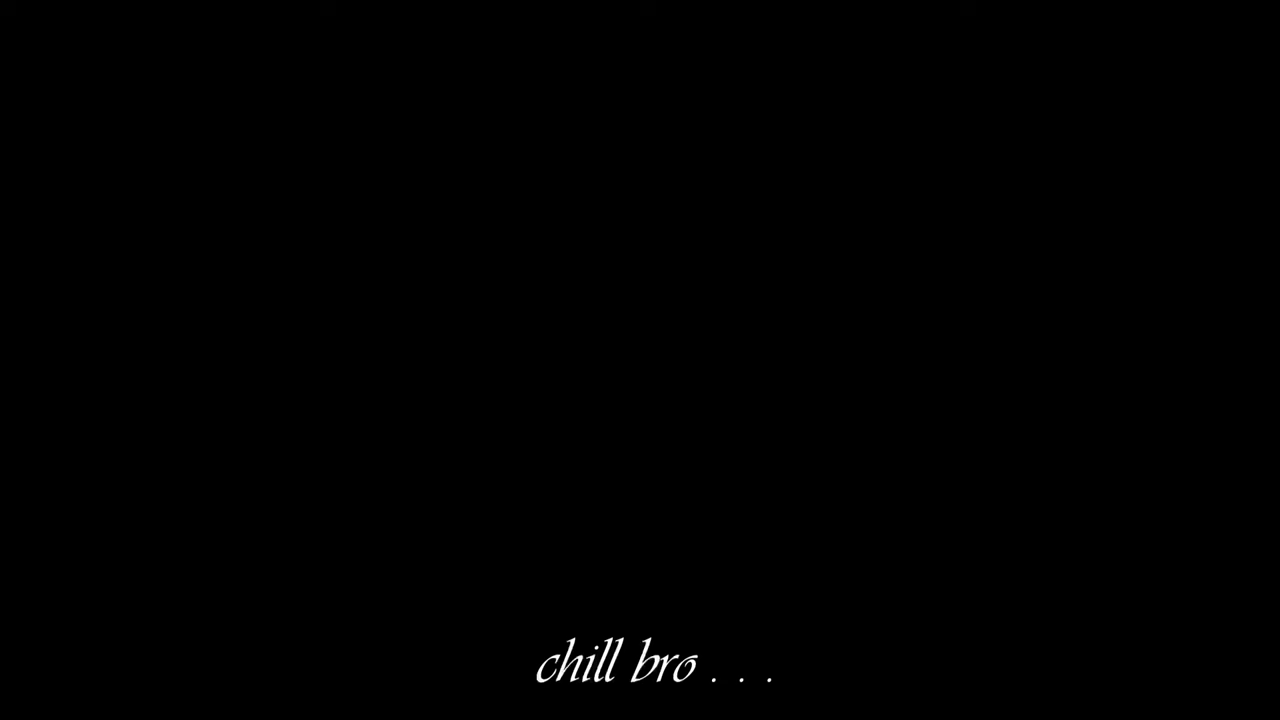 chill bro . . .